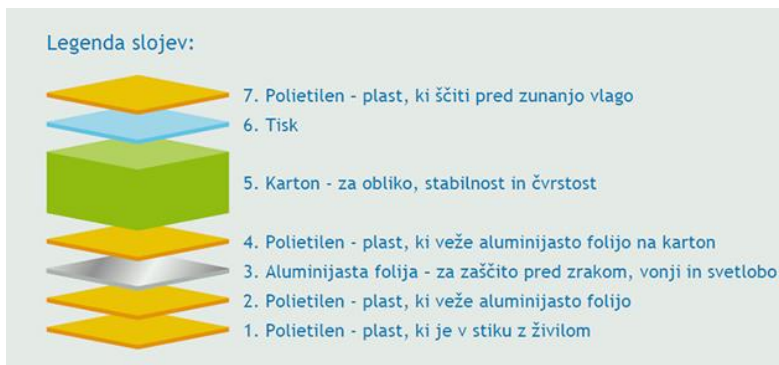 Legenda slojev:
7. Polietilen – plast, ki ščiti pred zunanjo vlago
6. Tisk
5. Karton - za obliko, stabilnost in čvrstost
4. Polietilen - plast, ki veže aluminijasto folijo na karton
3. Aluminijasta folija – za zaščito pred zrakom, vonji in svetlobo
2. Polietilen - plast, ki veže aluminijasto folijo
1. Polietilen - plast, ki je v stiku z živilom